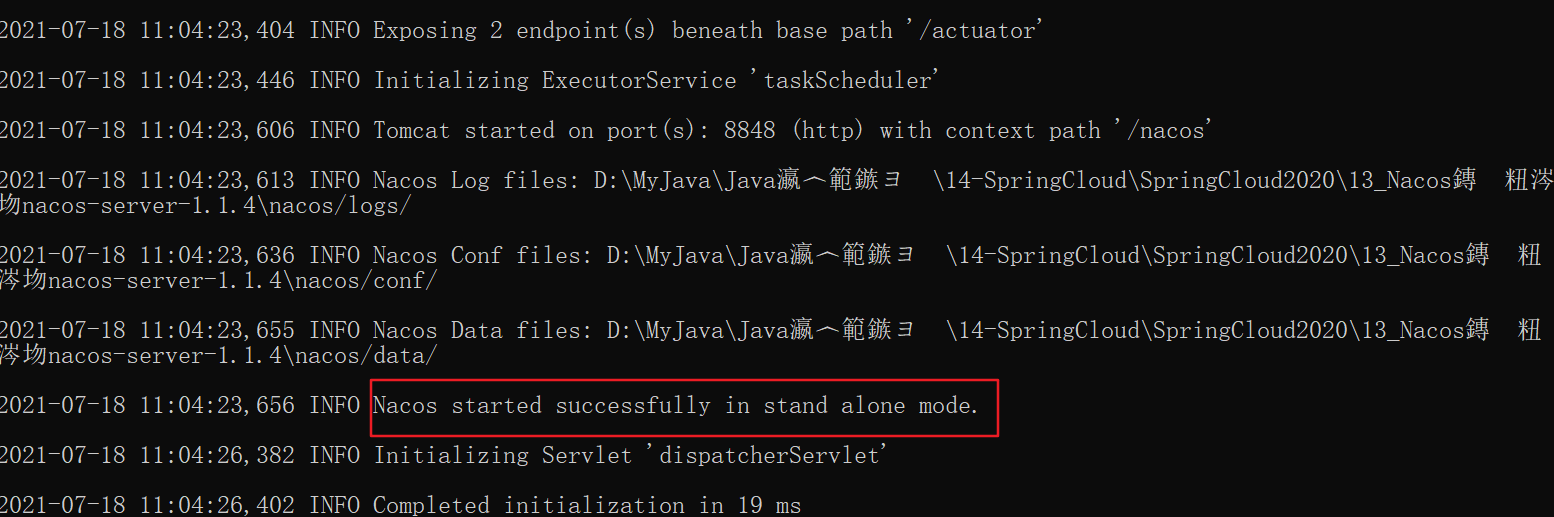 2021-07-18 11:04:23,404 INFO Exposing 2 endpoint(s) beneath base path '/actuator'
2021-07-18 11:04:23,446 INFO Initializing ExecutorService 'taskScheduler'
2021-07-18 11:04:23,606 INFO Tomcat started on port(s): 8848 (http) with context path '/nacos'
2021-07-18 11:04:23,613 INFO Nacos Log files: D:\MyJava\Java瀛︿範鏃ヨ  \14-SpringCloud\SpringCloud2020\13_Nacos鏄  粈涔
坸nacos-server-1.1.4\nacos/logs/
2021-07-18 11:04:23,636 INFO Nacos Conf files: D:\MyJava\Java瀛︿範鏃ヨ  \14-SpringCloud\SpringCloud2020\13_Nacos鏄  粈
涔坸nacos-server-1.1.4\nacos/conf/
2021-07-18 11:04:23,655 INFO Nacos Data files: D:\MyJava\Java瀛︿範鏃ヨ  \14-SpringCloud\SpringCloud2020\13_Nacos鏄  粈
涔坸nacos-server-1.1.4\nacos/data/
2021-07-18 11:04:23,656 INFO Nacos started successfully in stand alone mode.
2021-07-18 11:04:26,382 INFO Initializing Servlet 'dispatcherServlet'
2021-07-18 11:04:26,402 INFO Completed initialization in 19 ms